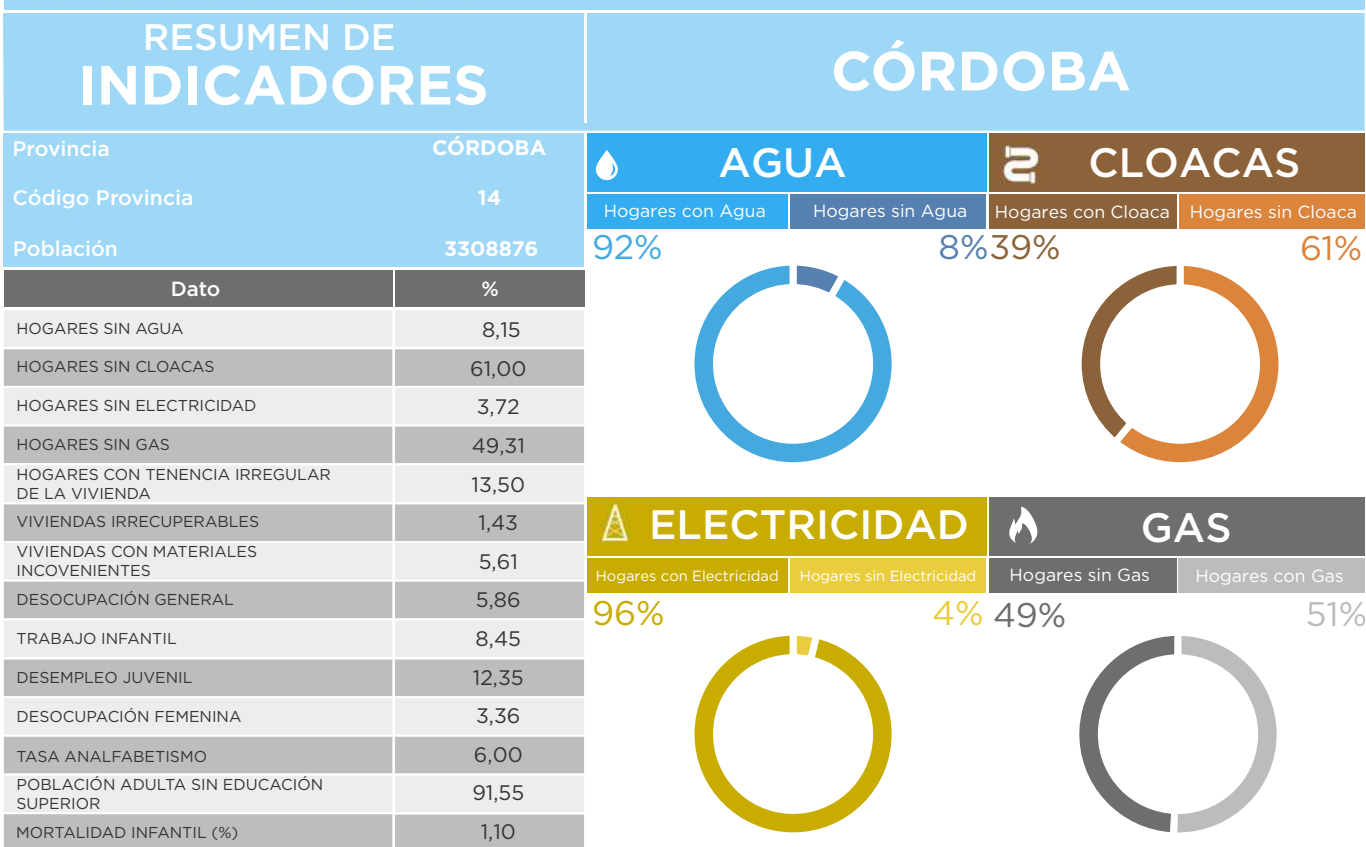 RESUMEN DE
INDICADORES
CÓRDOBA
Provincia CÓRDOBA
Código Provincia 14
Población 3308876
Dato %
HOGARES SIN AGUA 8,15
HOGARES SIN CLOACAS 61,00
HOGARES SIN ELECTRICIDAD 3,72
HOGARES SIN GAS 49,31
HOGARES CON TENENCIA IRREGULAR
DE LA VIVIENDA 13,50
VIVIENDAS IRRECUPERABLES 1,43
VIVIENDAS CON MATERIALES
INCOVENIENTES 5,61
DESOCUPACIÓN GENERAL 5,86
TRABAJO INFANTIL 8,45
DESEMPLEO JUVENIL 12,35
DESOCUPACIÓN FEMENINA 3,36
TASA ANALFABETISMO 6,00
POBLACIÓN ADULTA SIN EDUCACIÓN
SUPERIOR 91,55
MORTALIDAD INFANTIL (%) 1,10
AGUA
Hogares con Agua Hogares sin Agua
92% 8%
CLOACAS
Hogares con Cloaca Hogares sin Cloaca
39% 61%
ELECTRICIDAD
Hogares con Electricidad Hogares sin Electricidad
96% 4%
GAS
Hogares sin Gas Hogares con Gas
49% 51%